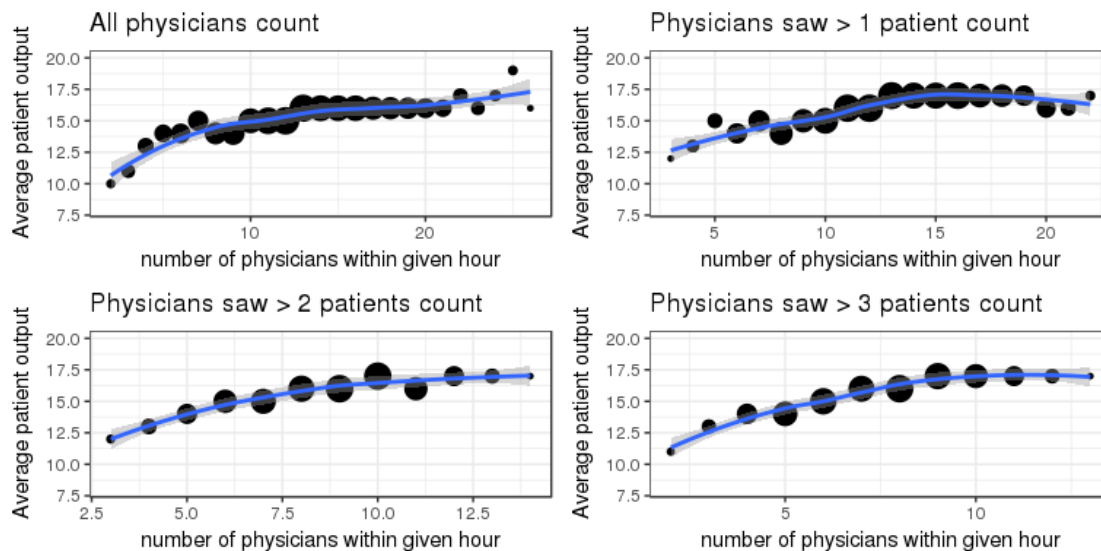 All physicians count
20.0
17.5
15.0
12.5
10.0
7.5
Average patient output
10 20
number of physicians within given hour
Physicians saw > 1 patient count
20.0
17.5
15.0
12.5
10.0
7.5
Average patient output
5 10 15 20
number of physicians within given hour
Physicians saw > 2 patients count
20.0
17.5
15.0
12.5
10.0
7.5
Average patient output
2.5 5.0 7.5 10.0 12.5
number of physicians within given hour
Physicians saw > 3 patients count
20.0
17.5
15.0
12.5
10.0
7.5
Average patient output
5 10
number of physicians within given hour